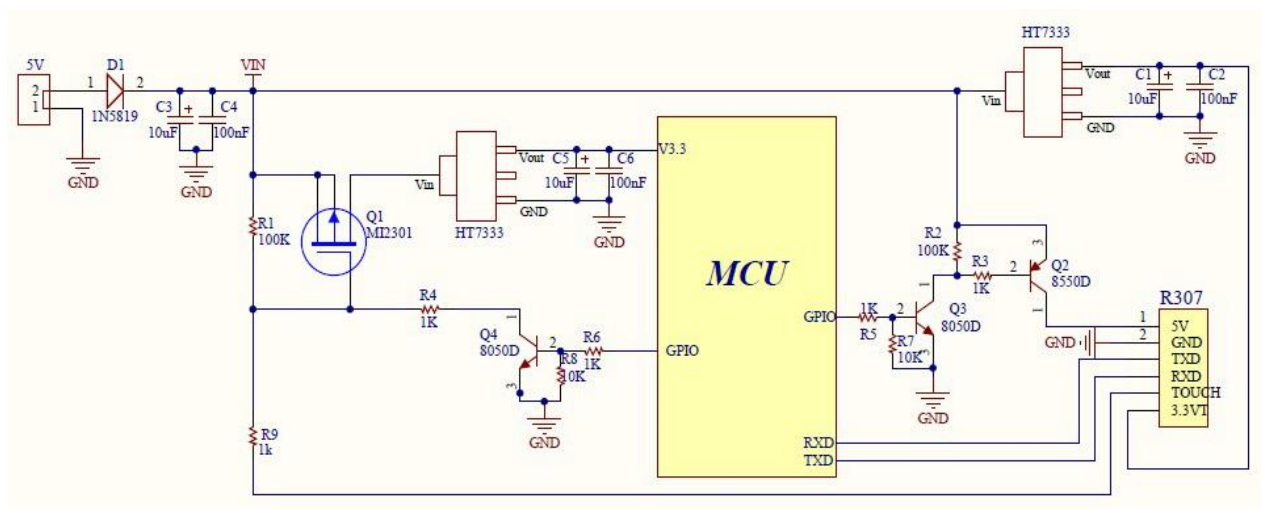 HT7333
5V
D1
VIN
2
1
1
2
1N5819
C3
+
10uF
C4
100nF
GND
GND
Vin
Vout
GND
C1
+
10uF
C2
100nF
GND
Vin
Vout
GND
HT7333
C5
+
10uF
C6
100nF
GND
V3.3
R1
100K
Q1
MI2301
MCU
R2
100K
R3
1K
2
3
1
Q2
8550D
R4
1K
1
Q4
8050D
2
3
R6
1K
R8
10K
GND
GPIO
GPIO
1K
R5
2
1
3
Q3
8050D
R7
10K
GND
R307
1
2
5V
GND
TXD
RXD
TOUCH
3.3VT
GND
R9
1k
RXD
TXD